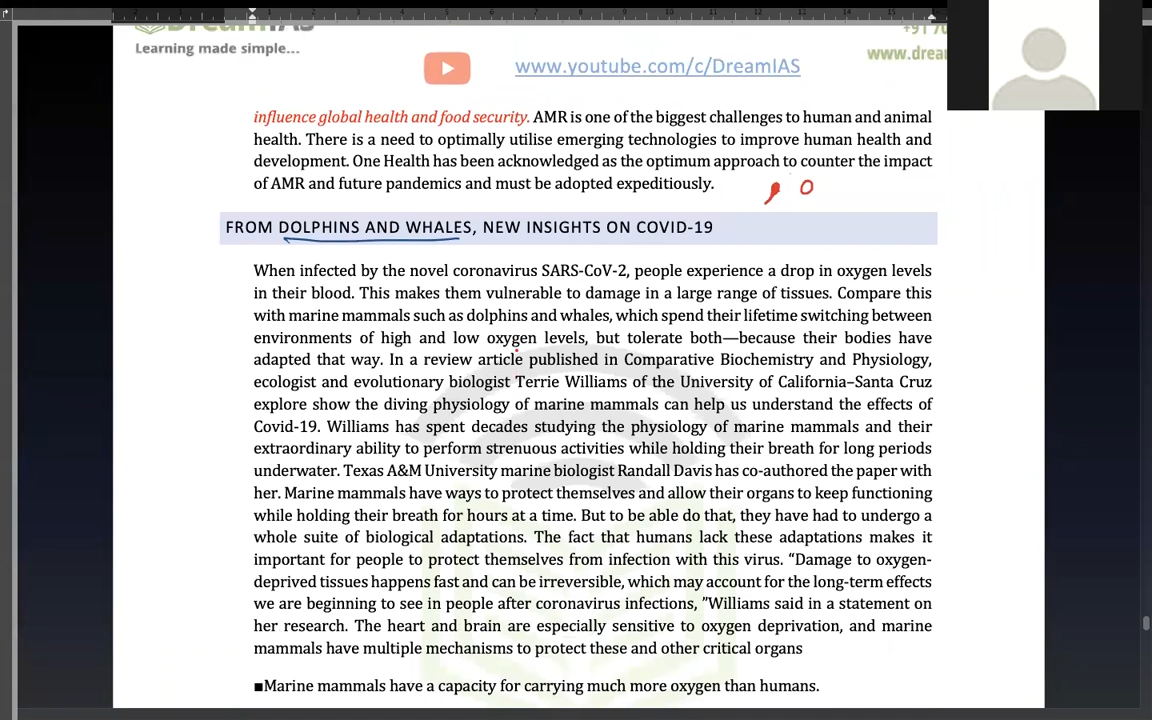 DreamIAS
Learning made simple...
www.youtube.com/c/DreamIAS
influence global health and food security. AMR is one of the biggest challenges to human and animal
health. There is a need to optimally utilise emerging technologies to improve human health and
development. One Health has been acknowledged as the optimum approach to counter the impact
of AMR and future pandemics and must be adopted expeditiously.
FROM DOLPHINS AND WHALES, NEW INSIGHTS ON COVID-19
When infected by the novel coronavirus SARS-CoV-2, people experience a drop in oxygen levels
in their blood. This makes them vulnerable to damage in a large range of tissues. Compare this
with marine mammals such as dolphins and whales, which spend their lifetime switching between
environments of high and low oxygen levels, but tolerate both—because their bodies have
adapted that way. In a review article published in Comparative Biochemistry and Physiology,
ecologist and evolutionary biologist Terrie Williams of the University of California–Santa Cruz
explore show the diving physiology of marine mammals can help us understand the effects of
Covid-19. Williams has spent decades studying the physiology of marine mammals and their
extraordinary ability to perform strenuous activities while holding their breath for long periods
underwater. Texas A&M University marine biologist Randall Davis has co-authored the paper with
her. Marine mammals have ways to protect themselves and allow their organs to keep functioning
while holding their breath for hours at a time. But to be able do that, they have had to undergo a
whole suite of biological adaptations. The fact that humans lack these adaptations makes it
important for people to protect themselves from infection with this virus. “Damage to oxygen-
deprived tissues happens fast and can be irreversible, which may account for the long-term effects
we are beginning to see in people after coronavirus infections, ”Williams said in a statement on
her research. The heart and brain are especially sensitive to oxygen deprivation, and marine
mammals have multiple mechanisms to protect these and other critical organs
■Marine mammals have a capacity for carrying much more oxygen than humans.